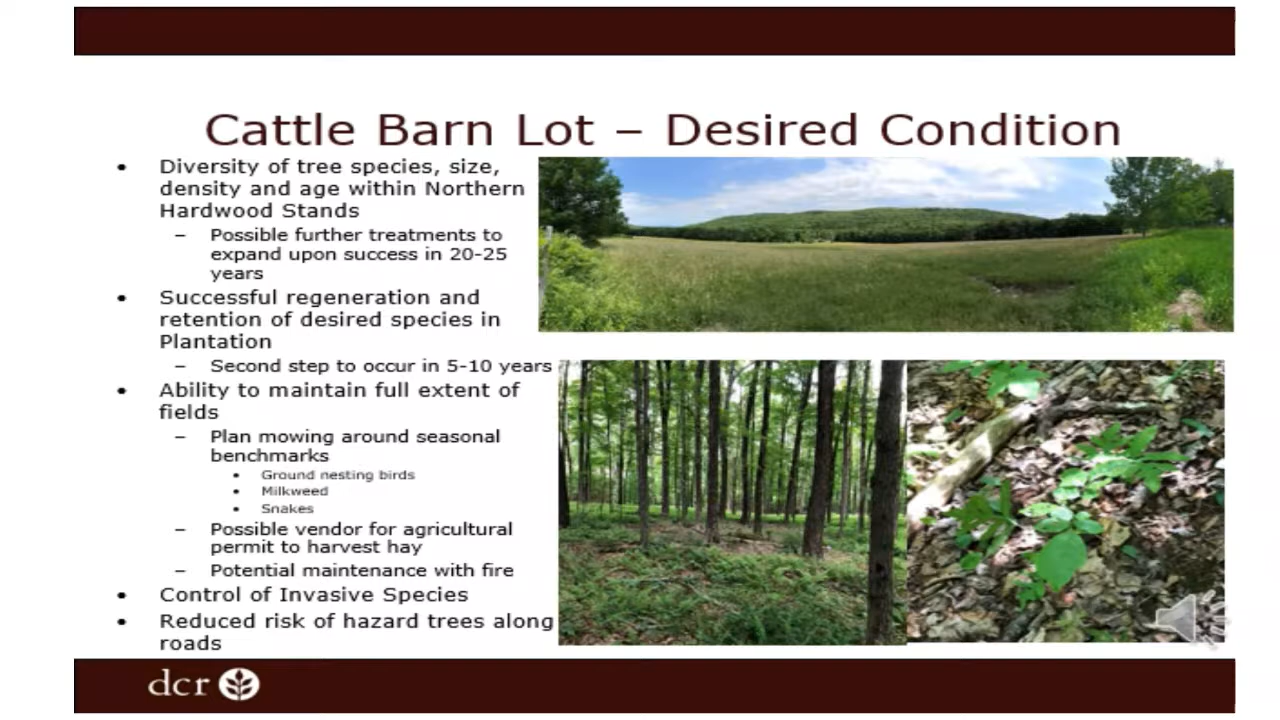 Cattle Barn Lot – Desired Condition
• Diversity of tree species, size,
density and age within Northern
Hardwood Stands
– Possible further treatments to
expand upon success in 20-25
years
• Successful regeneration and
retention of desired species in
Plantation
– Second step to occur in 5-10 years
• Ability to maintain full extent of
fields
– Plan mowing around seasonal
benchmarks
• Ground nesting birds
• Milkweed
• Snakes
– Possible vendor for agricultural
permit to harvest hay
– Potential maintenance with fire
• Control of Invasive Species
• Reduced risk of hazard trees along
roads
dcr